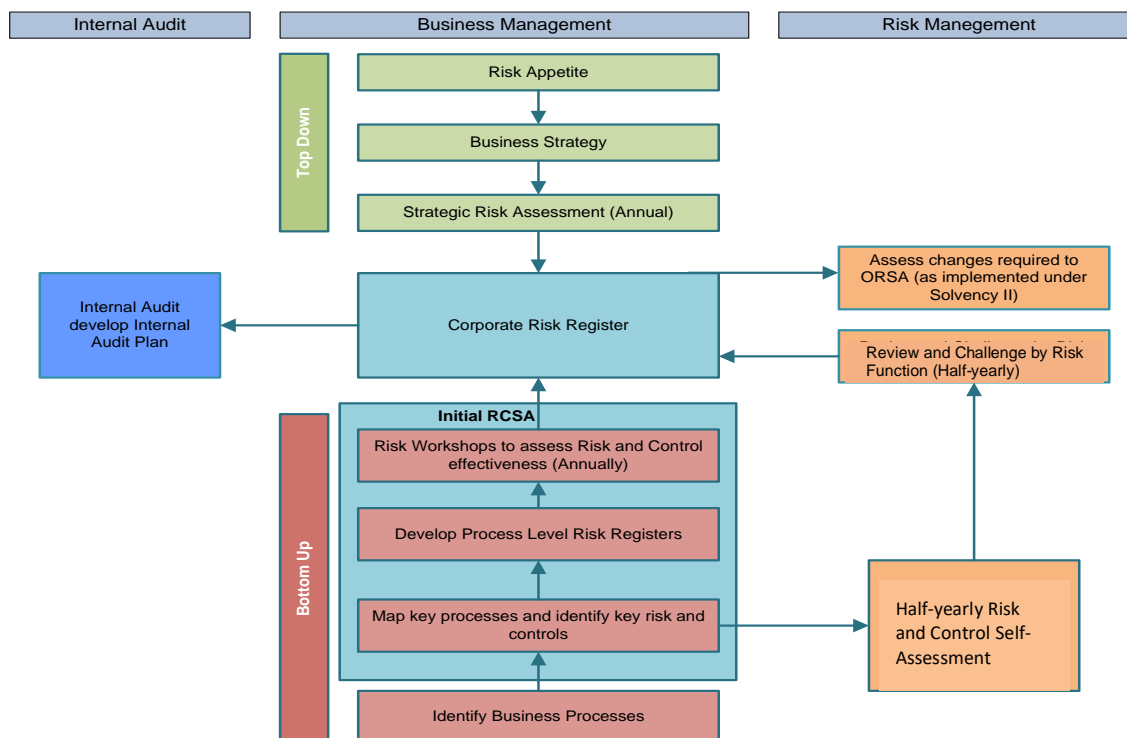 Internal Audit
Business Management
Risk Manegement
Top Down
Risk Appetite
Business Strategy
Strategic Risk Assessment (Annual)
Assess changes required to
ORSA (as implemented under
Solvency II)
Internal Audit
develop Internal
Audit Plan
Corporate Risk Register
Review and Challenge by Risk
Function (Half-yearly)
Bottom Up
Initial RCSA
Risk Workshops to assess Risk and Control
effectiveness (Annually)
Develop Process Level Risk Registers
Map key processes and identify key risk and
controls
Half-yearly Risk
and Control Self-
Assessment
Identify Business Processes